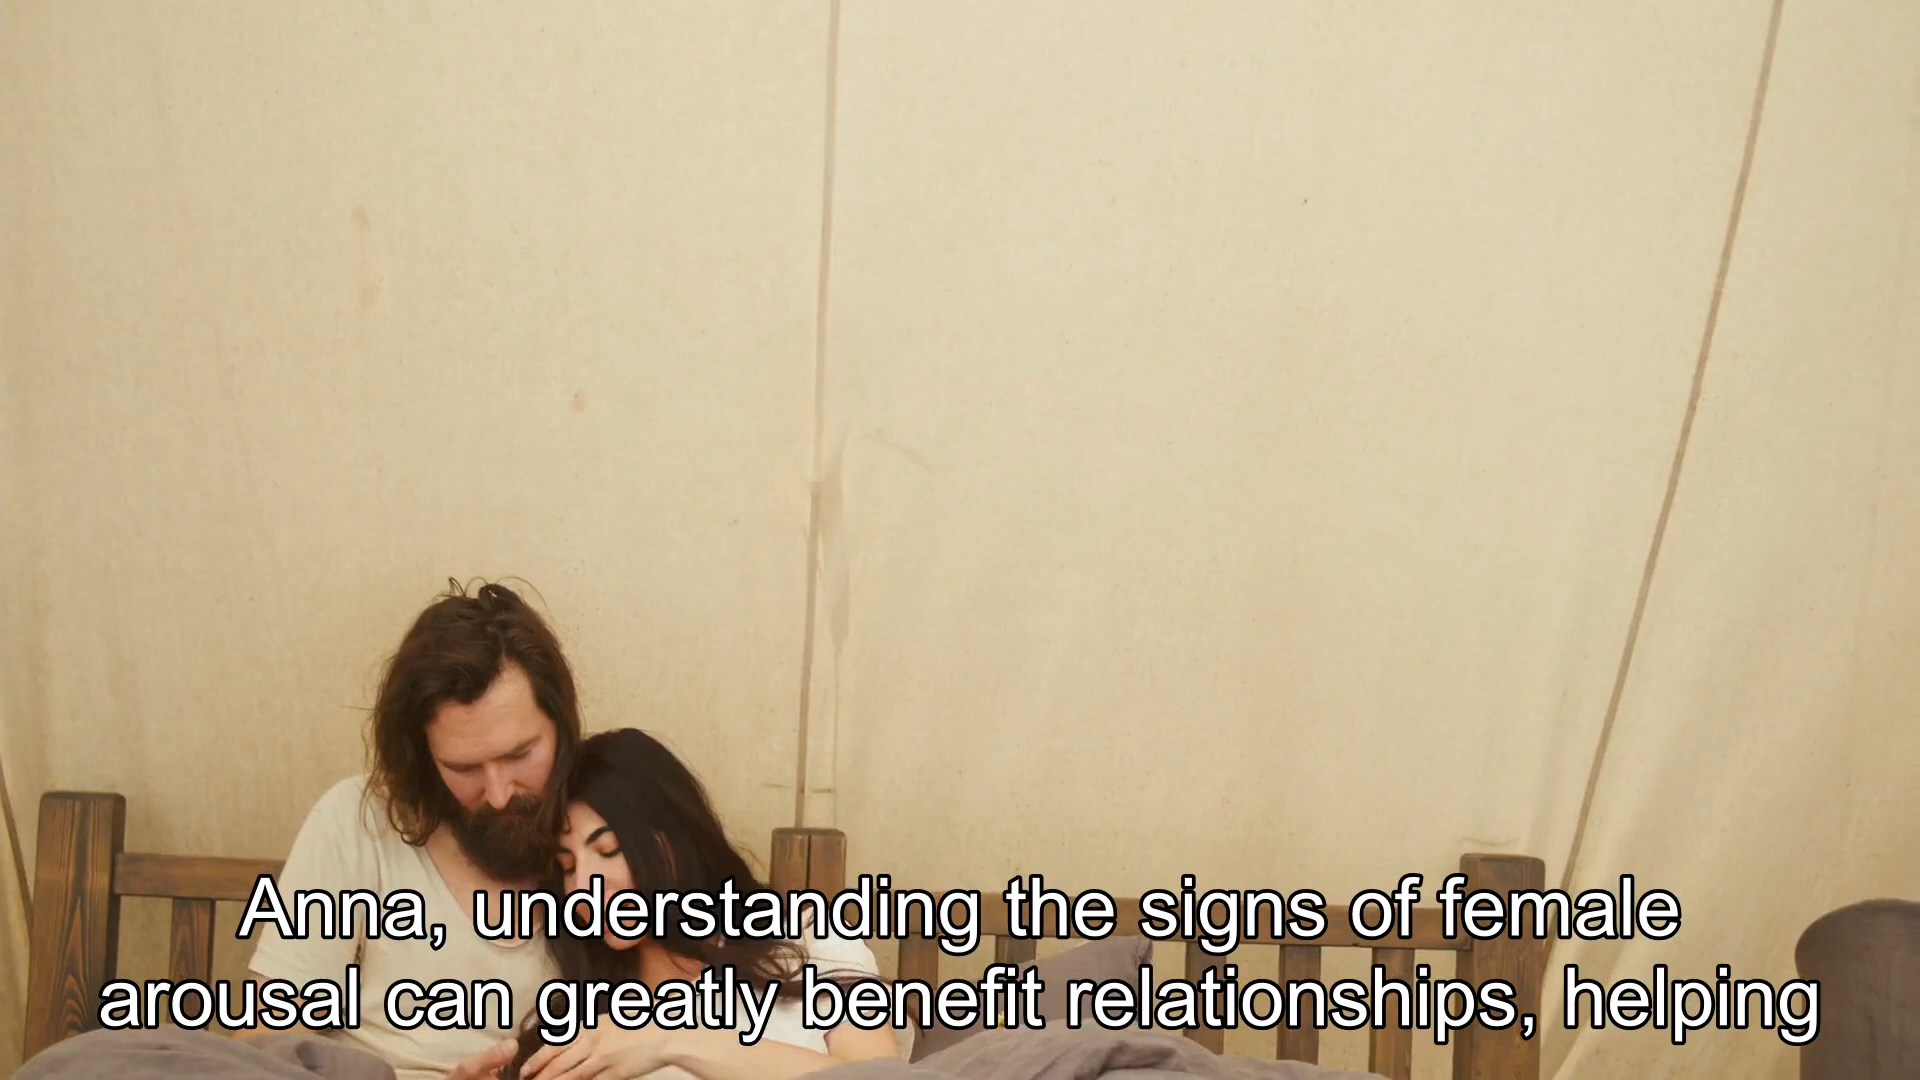 Anna, understanding the signs of female
arousal can greatly benefit relationships, helping